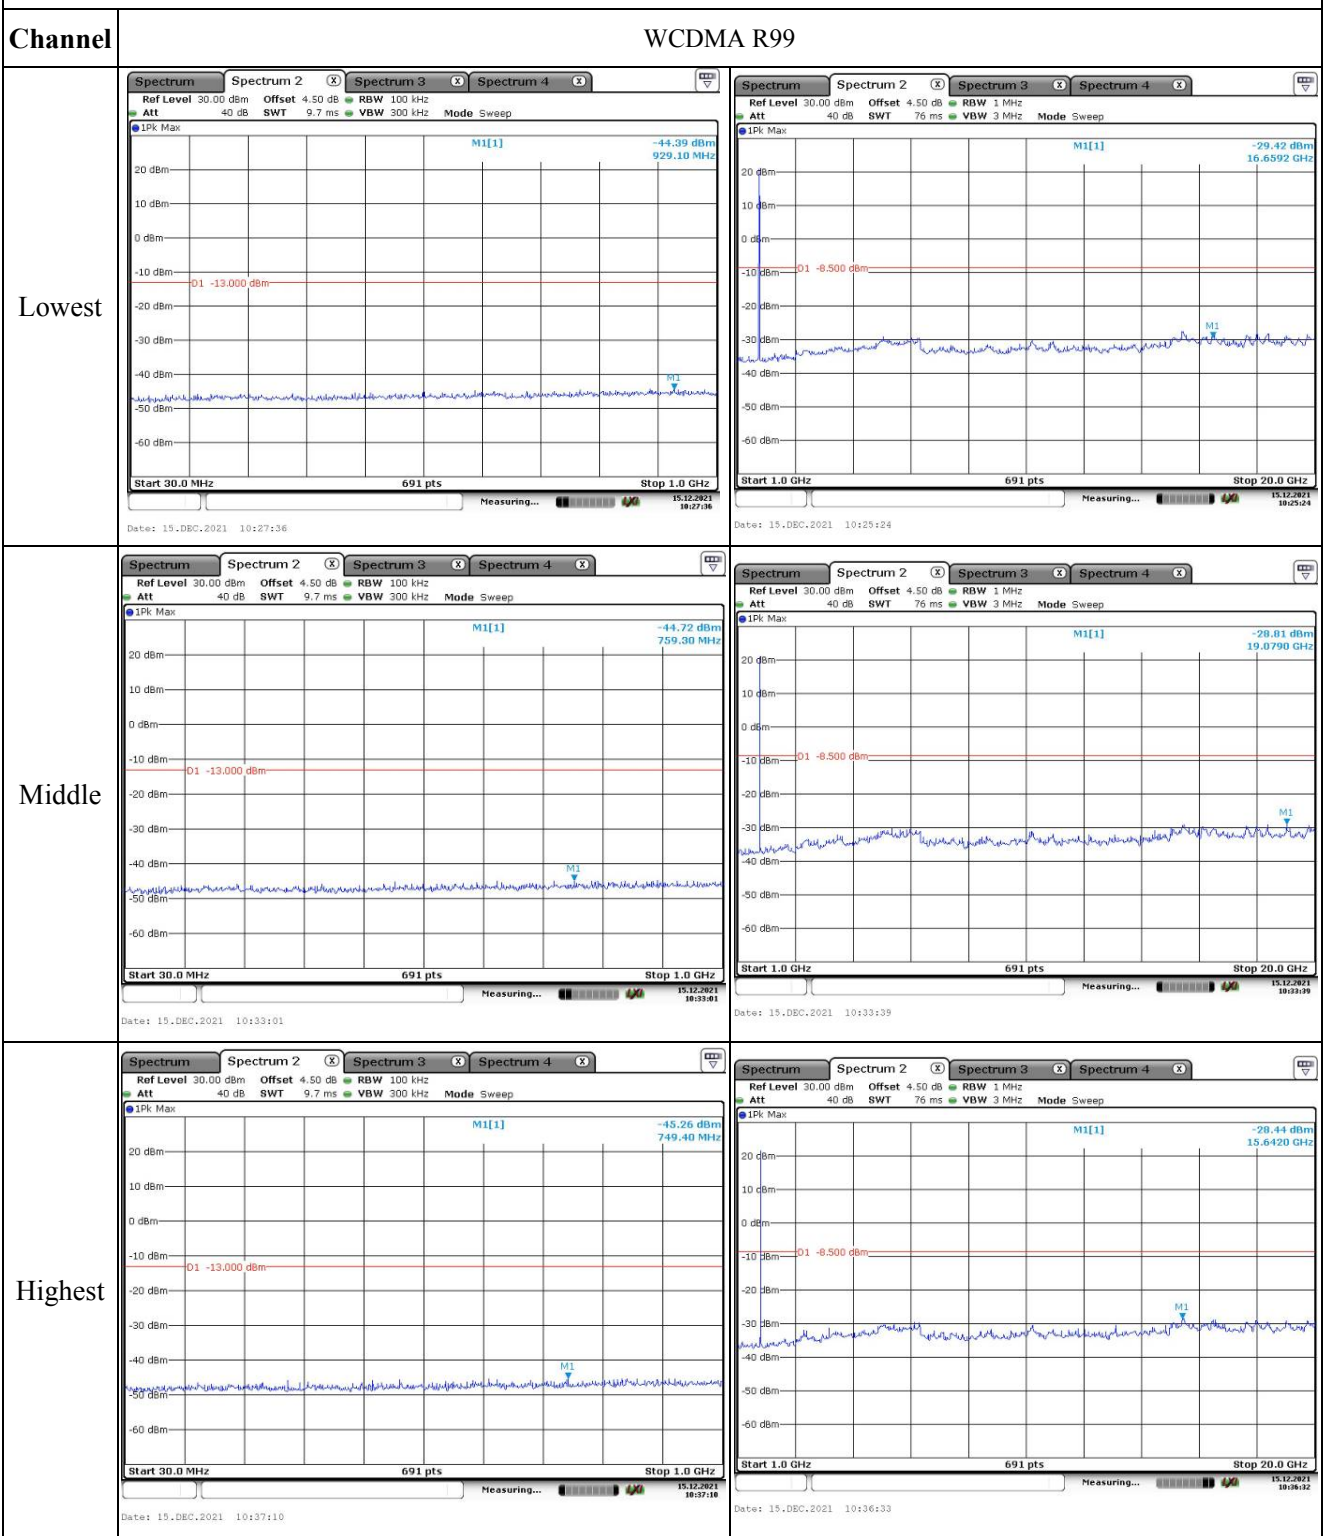 Channel
WCDMA R99
Lowest
Spectrum Spectrum 2 Spectrum 3 Spectrum 4
Ref Level 30.00 dBm Offset 4.50 dB RBW 100 kHz
Att 40 dB SWT 9.7 ms VBW 300 kHz Mode Sweep
1Pk Max
M1[1] -44.39 dBm
929.10 MHz
20 dBm
10 dBm
0 dBm
-10 dBm
D1 -13.000 dBm
-20 dBm
-30 dBm
-40 dBm
M1
-50 dBm
-60 dBm
Start 30.0 MHz 691 pts Stop 1.0 GHz
Measuring... 15.12.2021
10:27:36
Date: 15.DEC.2021 10:27:36
Spectrum Spectrum 2 Spectrum 3 Spectrum 4
Ref Level 30.00 dBm Offset 4.50 dB RBW 1 MHz
Att 40 dB SWT 76 ms VBW 3 MHz Mode Sweep
1Pk Max
M1[1] -29.42 dBm
16.6592 GHz
20 dBm
10 dBm
0 dBm
D1 -8.500 dBm
-10 dBm
-20 dBm
M1
-30 dBm
-40 dBm
-50 dBm
-60 dBm
Start 1.0 GHz 691 pts Stop 20.0 GHz
Measuring... 15.12.2021
10:25:24
Date: 15.DEC.2021 10:25:24
Middle
Spectrum Spectrum 2 Spectrum 3 Spectrum 4
Ref Level 30.00 dBm Offset 4.50 dB RBW 100 kHz
Att 40 dB SWT 9.7 ms VBW 300 kHz Mode Sweep
1Pk Max
M1[1] -44.72 dBm
759.30 MHz
20 dBm
10 dBm
0 dBm
-10 dBm
D1 -13.000 dBm
-20 dBm
-30 dBm
-40 dBm
M1
-50 dBm
-60 dBm
Start 30.0 MHz 691 pts Stop 1.0 GHz
Measuring... 15.12.2021
10:33:01
Date: 15.DEC.2021 10:33:01
Spectrum Spectrum 2 Spectrum 3 Spectrum 4
Ref Level 30.00 dBm Offset 4.50 dB RBW 1 MHz
Att 40 dB SWT 76 ms VBW 3 MHz Mode Sweep
1Pk Max
M1[1] -28.81 dBm
19.0790 GHz
20 dBm
10 dBm
0 dBm
D1 -8.500 dBm
-10 dBm
-20 dBm
M1
-30 dBm
-40 dBm
-50 dBm
-60 dBm
Start 1.0 GHz 691 pts Stop 20.0 GHz
Measuring... 15.12.2021
10:33:39
Date: 15.DEC.2021 10:33:39
Highest
Spectrum Spectrum 2 Spectrum 3 Spectrum 4
Ref Level 30.00 dBm Offset 4.50 dB RBW 100 kHz
Att 40 dB SWT 9.7 ms VBW 300 kHz Mode Sweep
1Pk Max
M1[1] -45.26 dBm
749.40 MHz
20 dBm
10 dBm
0 dBm
-10 dBm
D1 -13.000 dBm
-20 dBm
-30 dBm
-40 dBm
M1
-50 dBm
-60 dBm
Start 30.0 MHz 691 pts Stop 1.0 GHz
Measuring... 15.12.2021
10:37:10
Date: 15.DEC.2021 10:37:10
Spectrum Spectrum 2 Spectrum 3 Spectrum 4
Ref Level 30.00 dBm Offset 4.50 dB RBW 1 MHz
Att 40 dB SWT 76 ms VBW 3 MHz Mode Sweep
1Pk Max
M1[1] -28.44 dBm
15.6420 GHz
20 dBm
10 dBm
0 dBm
D1 -8.500 dBm
-10 dBm
-20 dBm
M1
-30 dBm
-40 dBm
-50 dBm
-60 dBm
Start 1.0 GHz 691 pts Stop 20.0 GHz
Measuring... 15.12.2021
10:36:32
Date: 15.DEC.2021 10:36:33